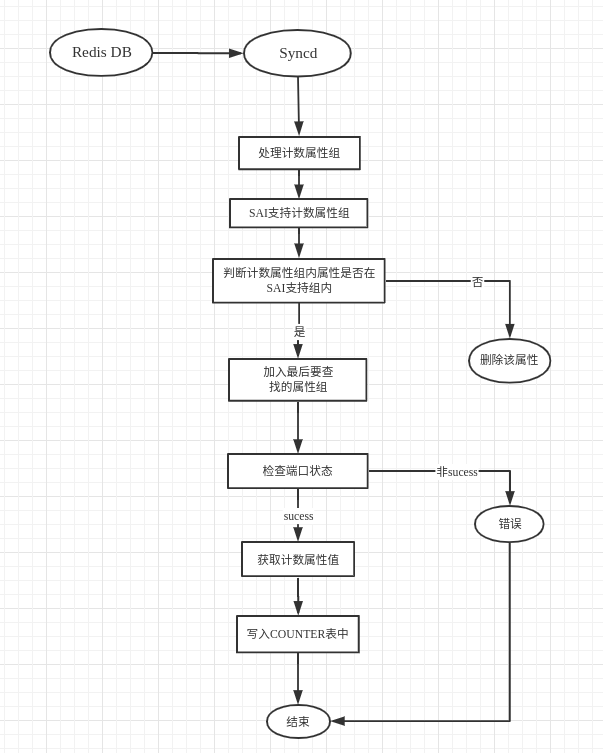 Redis DB
Syncd
处理计数属性组
SAI支持计数属性组
判断计数属性组内属性是否在
SAI支持组内
否
是
删除该属性
加入最后要查
找的属性组
检查端口状态
非sucess
sucess
错误
获取计数属性值
写入COUNTER表中
结束